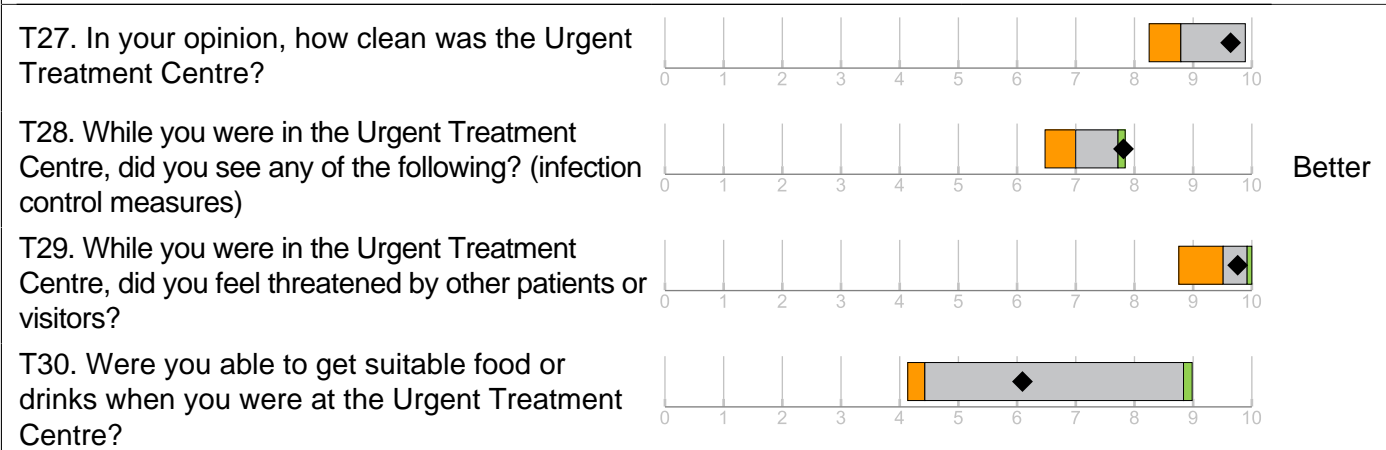 T27. In your opinion, how clean was the Urgent
Treatment Centre?
0 1 2 3 4 5 6 7 8 9 10
T28. While you were in the Urgent Treatment
Centre, did you see any of the following? (infection
control measures)
0 1 2 3 4 5 6 7 8 9 10
Better
T29. While you were in the Urgent Treatment
Centre, did you feel threatened by other patients or
visitors?
0 1 2 3 4 5 6 7 8 9 10
T30. Were you able to get suitable food or
drinks when you were at the Urgent Treatment
Centre?
0 1 2 3 4 5 6 7 8 9 10